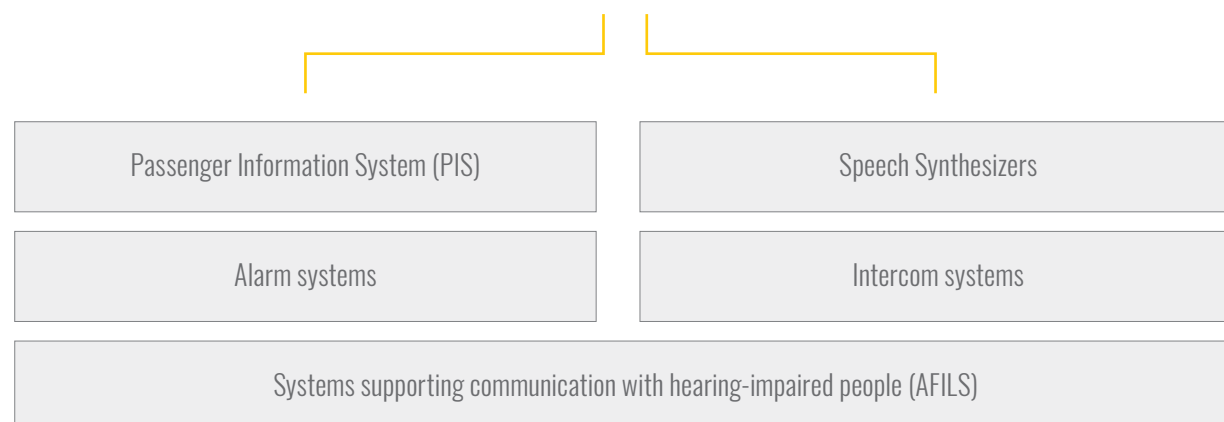 Passenger Information System (PIS)
Speech Synthesizers
Alarm systems
Intercom systems
Systems supporting communication with hearing-impaired people (AFILS)